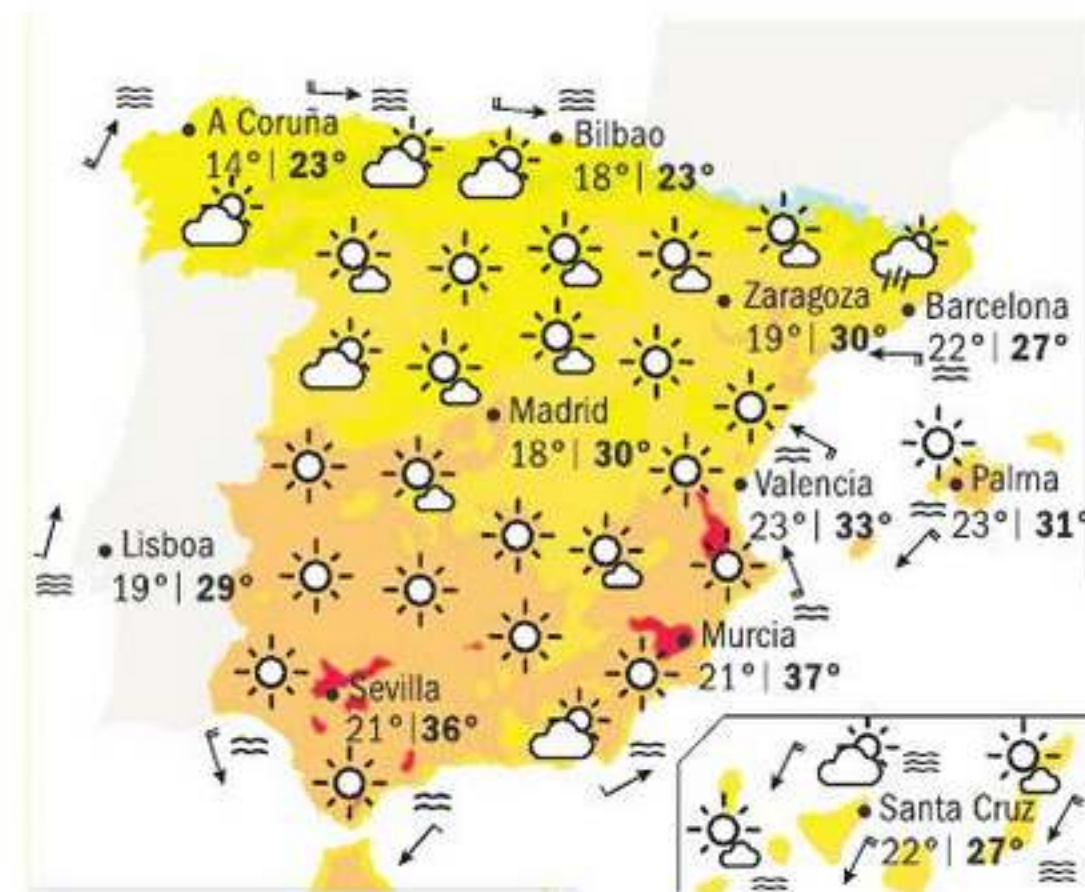 A Coruña
14° | 23°
Bilbao
18° | 23°
Zaragoza
19° | 30°
Barcelona
22° | 27°
Madrid
18° | 30°
Valencia
23° | 33°
Palma
23° | 31°
Lisboa
19° | 29°
Murcia
21° | 37°
Sevilla
21° | 36°
Santa Cruz
22° | 27°